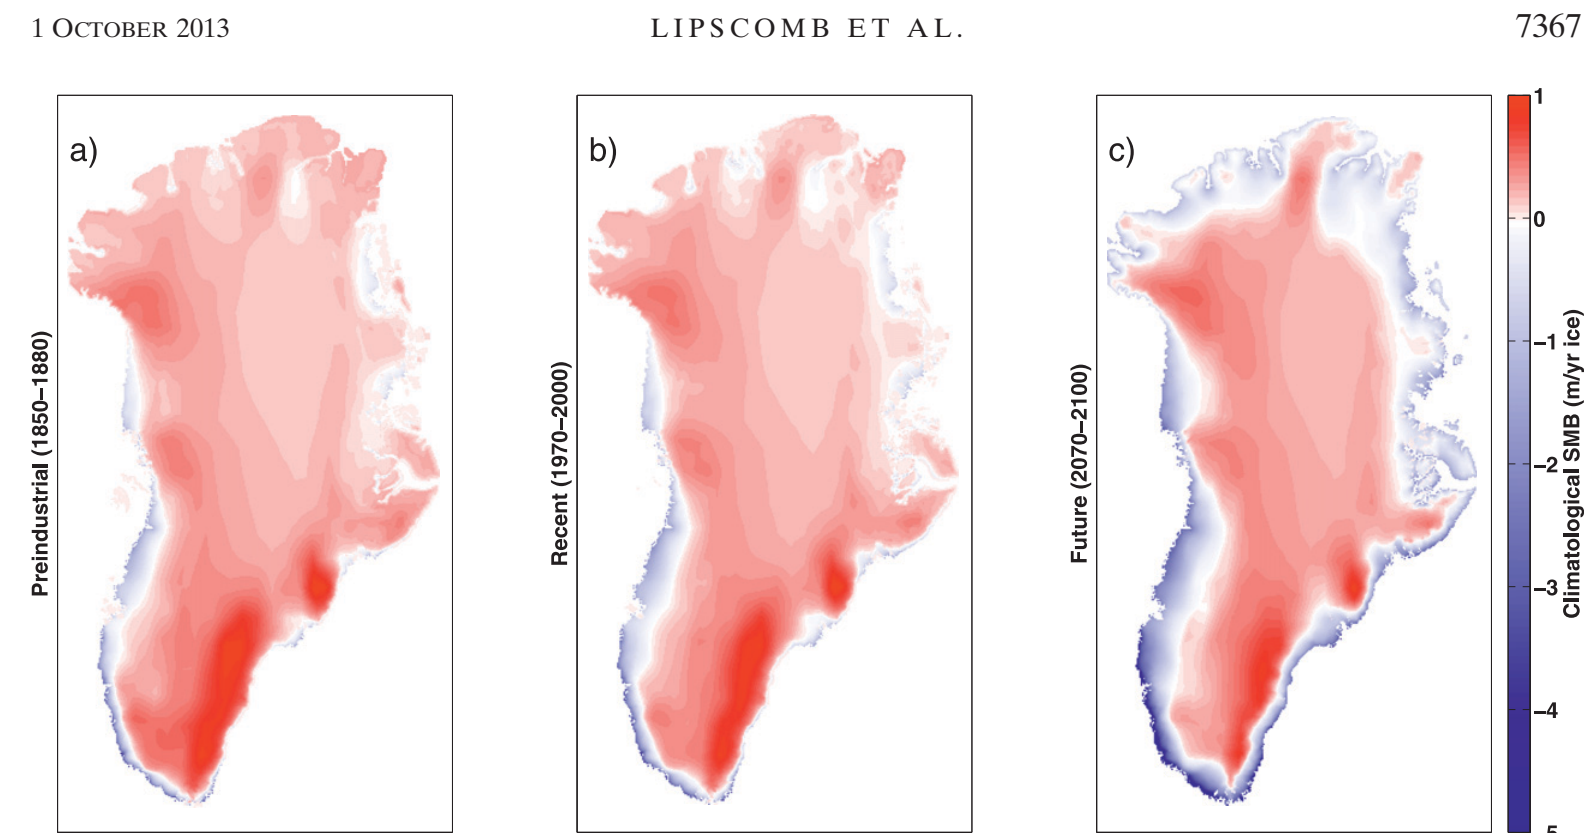 1 OCTOBER 2013
LIPSCOMB ET AL.
7367
a)
b)
c)
Preindustrial (1850–1880)
Recent (1970–2000)
Future (2070–2100)
1
0
−1
−2
−3
−4
Climatological SMB (m/yr ice)